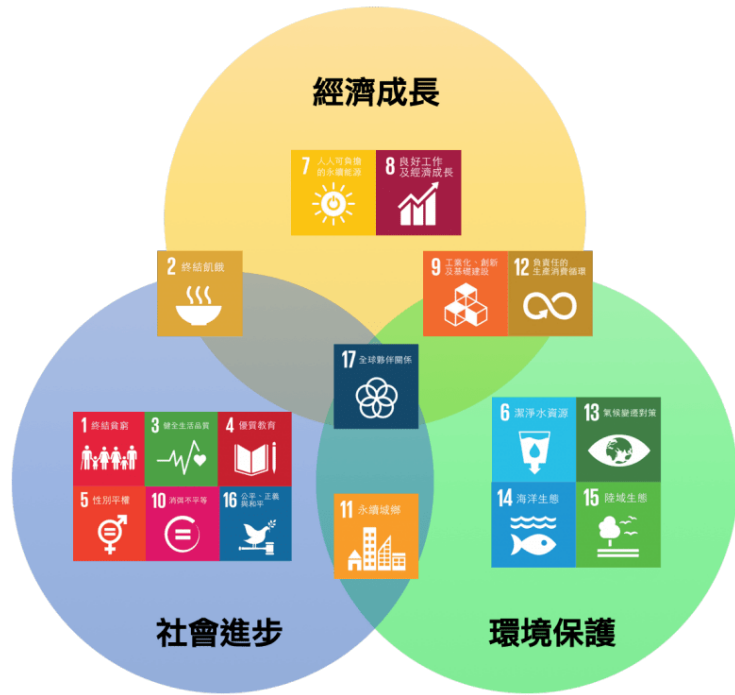 經濟成長
7 人人可負擔
的永續能源
8 良好工作
及經濟成長
2 終結飢餓
9 工業化、創新
及基礎建設
12 負責任的
生產消費循環
17 全球夥伴關係
1 終結貧窮
3 健全生活品質
4 優質教育
5 性別平權
10 消弭不平等
16 公平、正義
與和平
6 潔淨水資源
13 氣候變遷對策
14 海洋生態
15 陸域生態
11 永續城鄉
社會進步
環境保護